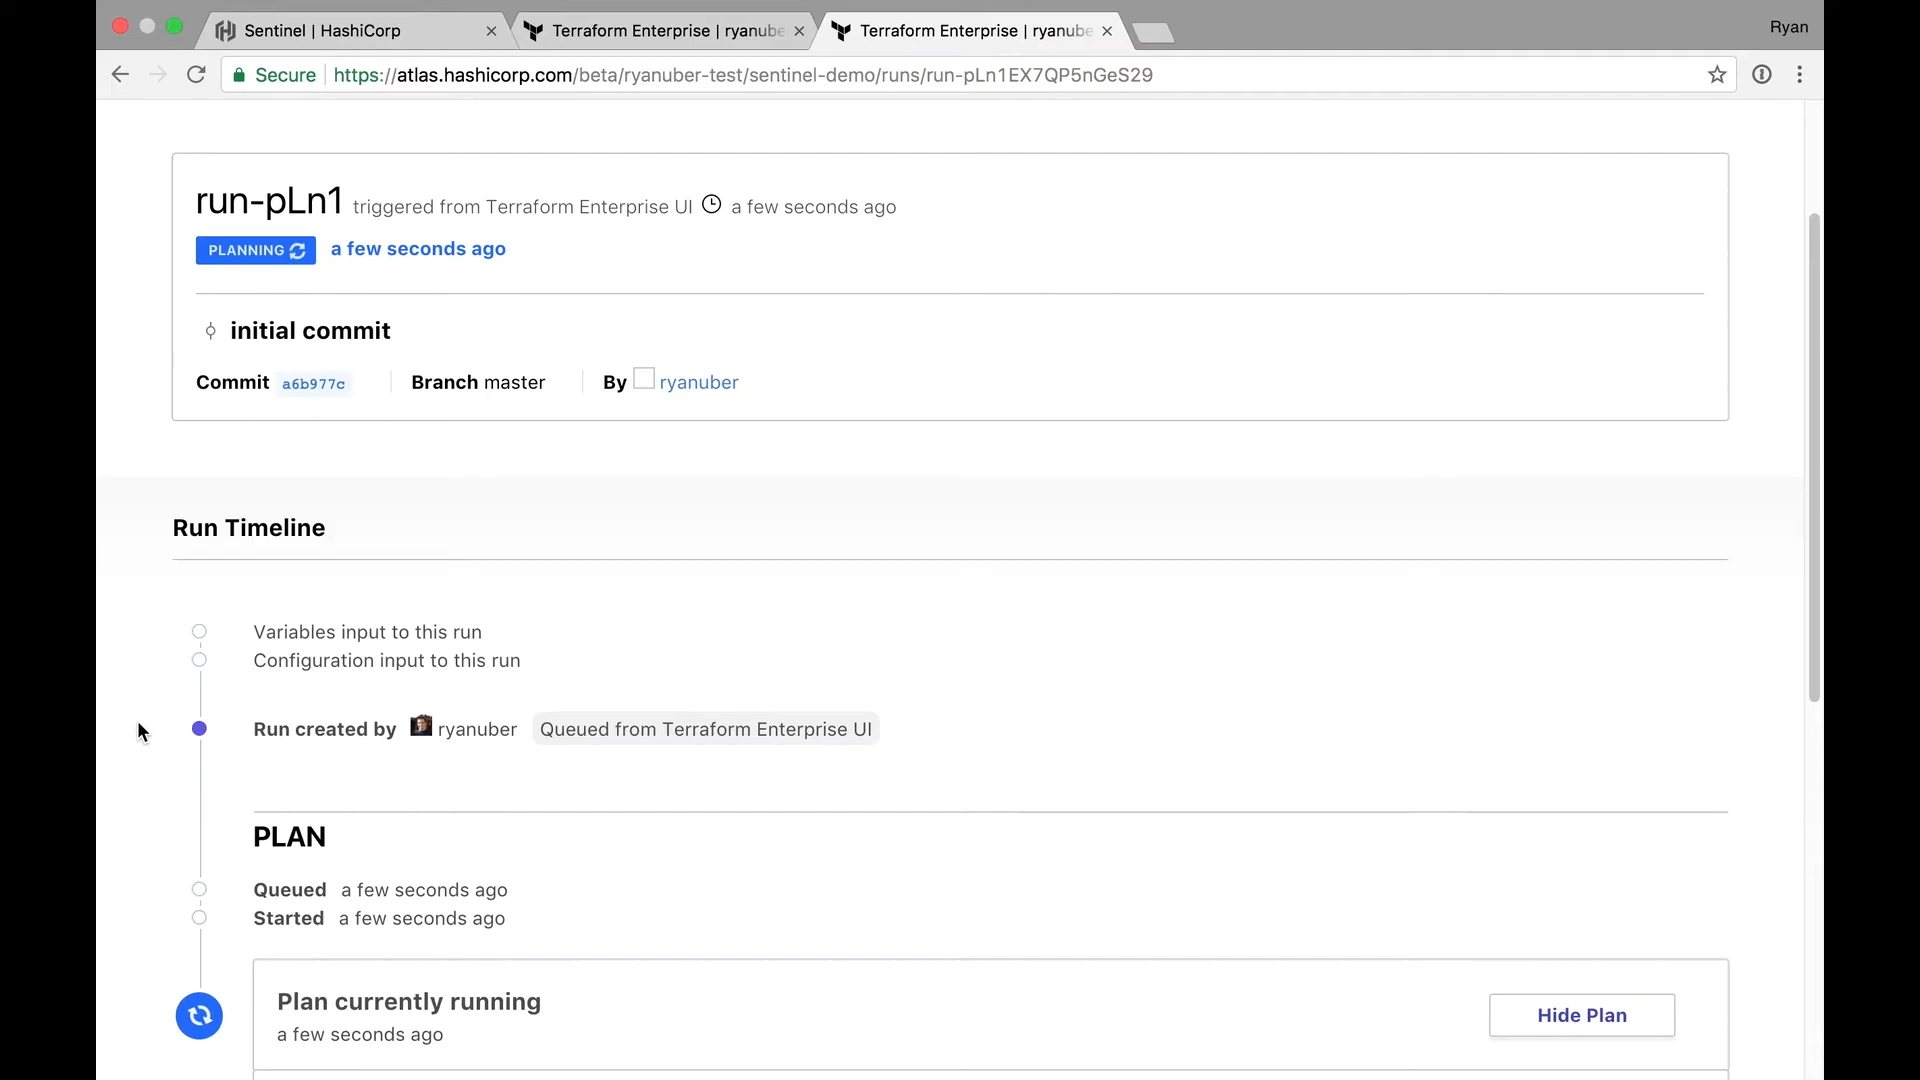 Sentinel | HashiCorp
Terraform Enterprise | ryanube
Terraform Enterprise | ryanube
Ryan
Secure https://atlas.hashicorp.com/beta/ryanuber-test/sentinel-demo/runs/run-pLn1EX7QP5nGeS29
run-pLn1 triggered from Terraform Enterprise UI a few seconds ago
PLANNING a few seconds ago
initial commit
Commit a6b977c Branch master By ryanuber
Run Timeline
Variables input to this run
Configuration input to this run
Run created by ryanuber Queued from Terraform Enterprise UI
PLAN
Queued a few seconds ago
Started a few seconds ago
Plan currently running
a few seconds ago
Hide Plan